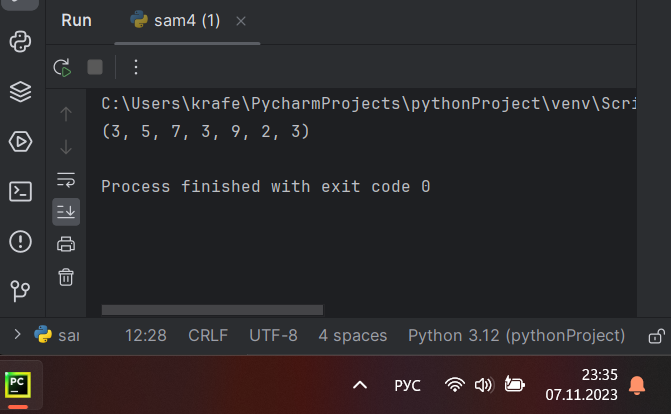 Run
sam4 (1)
C:\Users\krafe\PycharmProjects\pythonProject\venv\Scri
(3, 5, 7, 3, 9, 2, 3)
Process finished with exit code 0
sam
12:28 CRLF UTF-8 4 spaces Python 3.12 (pythonProject)
PC
РУС
23:35
07.11.2023